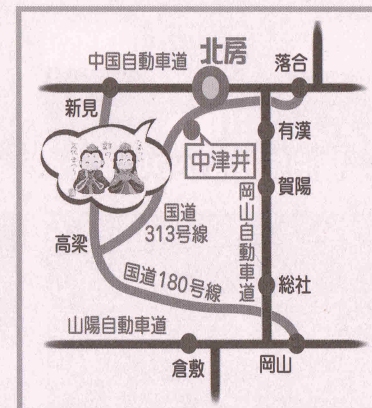 中国自動車道
北房
落合
新見
有漢
中津井
賀陽
国道
313号線
岡山自動車道
高梁
国道180号線
総社
山陽自動車道
倉敷
岡山